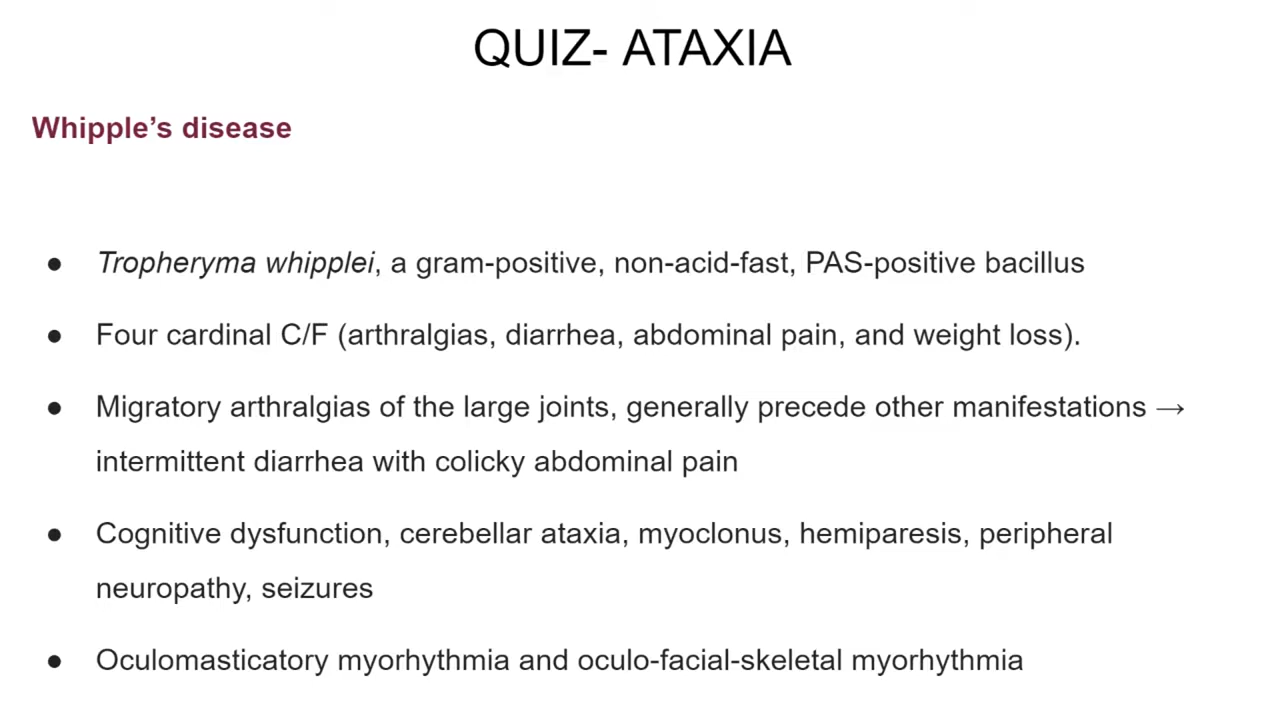 QUIZ- ATAXIA
Whipple’s disease
● Tropheryma whipplei, a gram-positive, non-acid-fast, PAS-positive bacillus
● Four cardinal C/F (arthralgias, diarrhea, abdominal pain, and weight loss).
● Migratory arthralgias of the large joints, generally precede other manifestations →
intermittent diarrhea with colicky abdominal pain
● Cognitive dysfunction, cerebellar ataxia, myoclonus, hemiparesis, peripheral
neuropathy, seizures
● Oculomasticatory myorhythmia and oculo-facial-skeletal myorhythmia